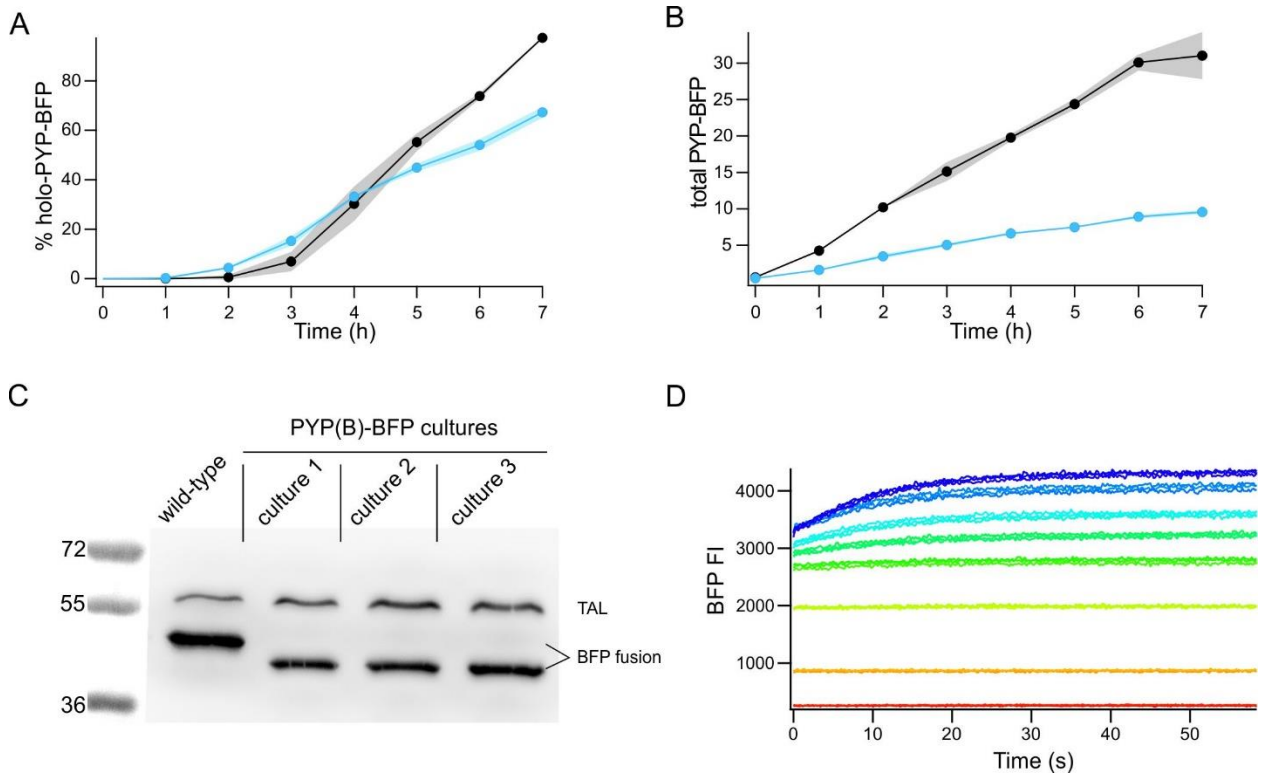 A
% holo-PYP-BFP
80
60
40
20
0
0 1 2 3 4 5 6 7
Time (h)
B
total PYP-BFP
30
25
20
15
10
5
0 1 2 3 4 5 6 7
Time (h)
C
PYP(B)-BFP cultures
wild-type culture 1 culture 2 culture 3
72
55
36
TAL
BFP fusion
D
BFP FI
4000
3000
2000
1000
0 10 20 30 40 50
Time (s)